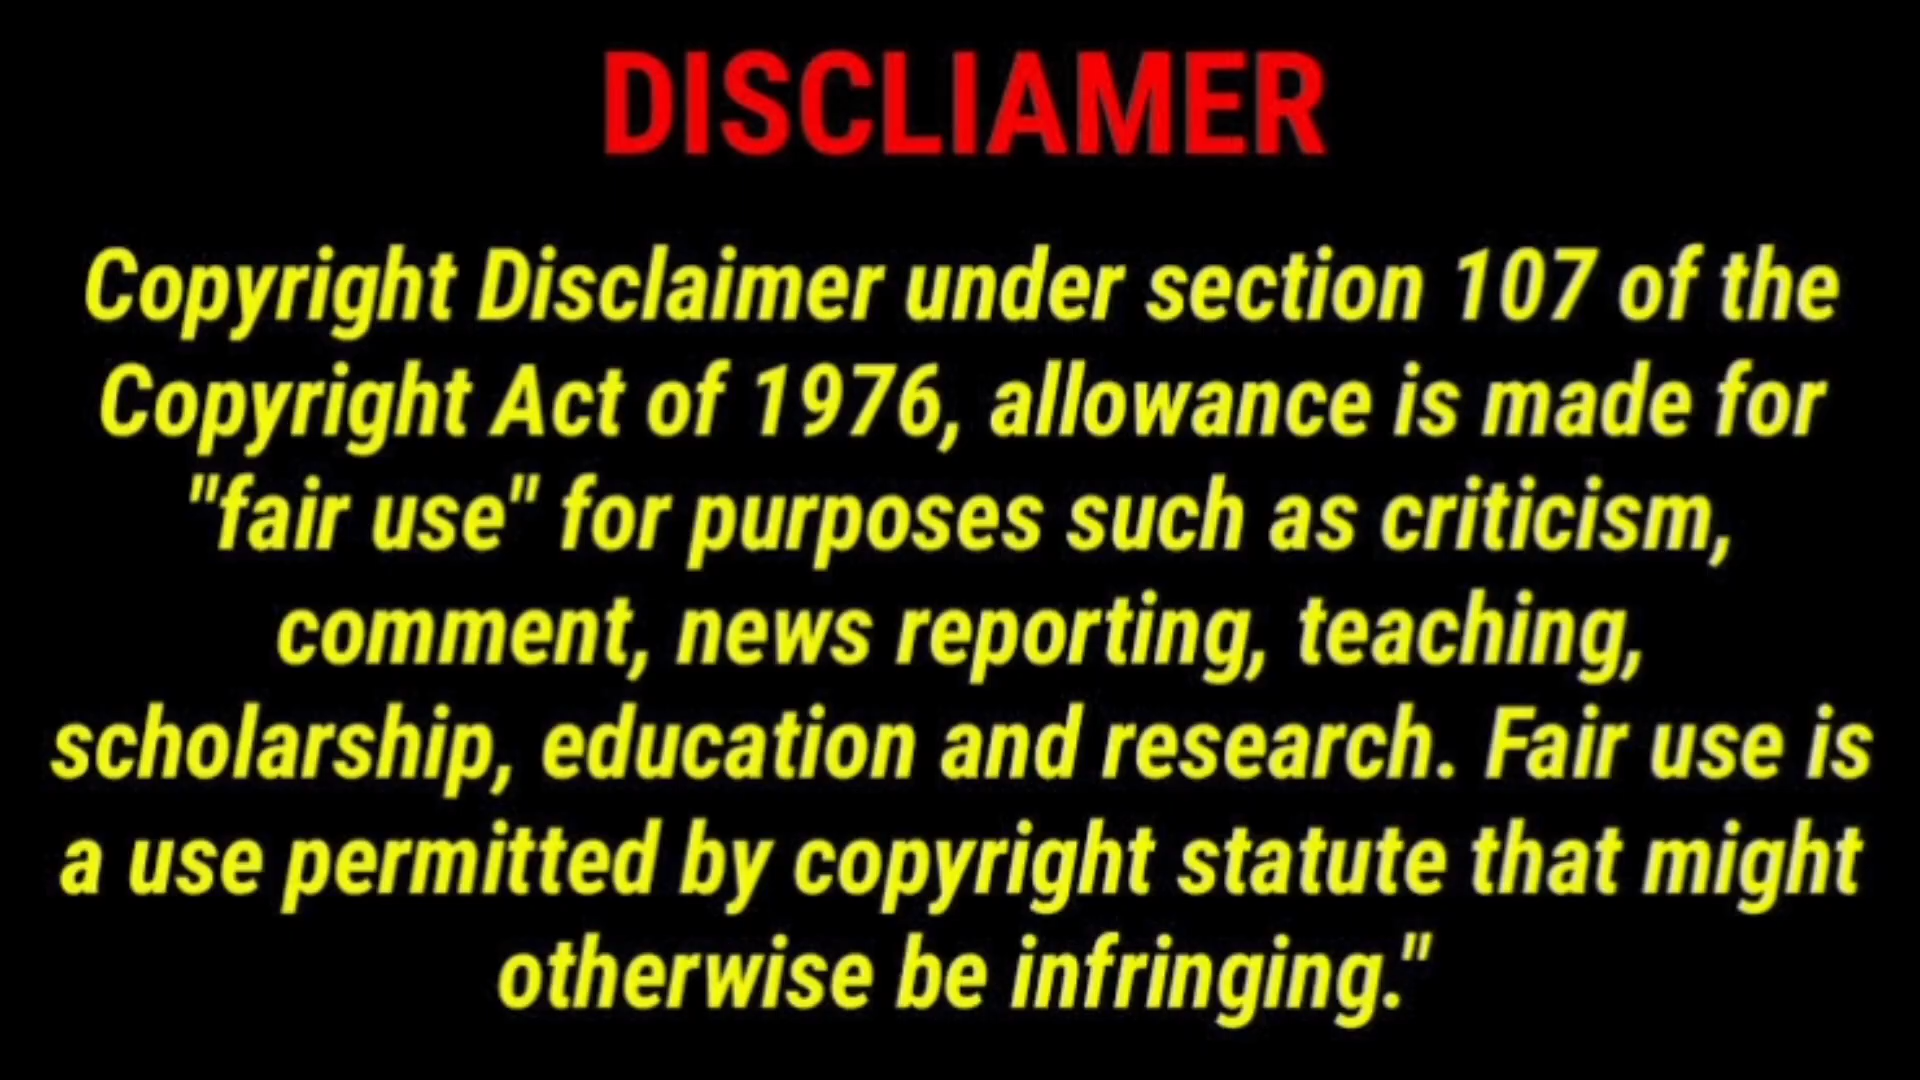 DISCLIAMER
Copyright Disclaimer under section 107 of the
Copyright Act of 1976, allowance is made for
"fair use" for purposes such as criticism,
comment, news reporting, teaching,
scholarship, education and research. Fair use is
a use permitted by copyright statute that might
otherwise be infringing."